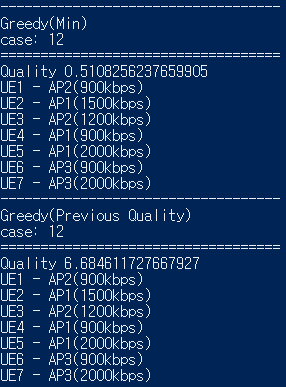 ----------------------------------
Greedy(Min)
case: 12
==================================
Quality 0.5108256237659905
UE1 - AP2(900kbps)
UE2 - AP1(1500kbps)
UE3 - AP2(1200kbps)
UE4 - AP1(900kbps)
UE5 - AP1(2000kbps)
UE6 - AP3(900kbps)
UE7 - AP3(2000kbps)
----------------------------------
Greedy(Previous Quality)
case: 12
==================================
Quality 6.684611727667927
UE1 - AP2(900kbps)
UE2 - AP1(1500kbps)
UE3 - AP2(1200kbps)
UE4 - AP1(900kbps)
UE5 - AP1(2000kbps)
UE6 - AP3(900kbps)
UE7 - AP3(2000kbps)